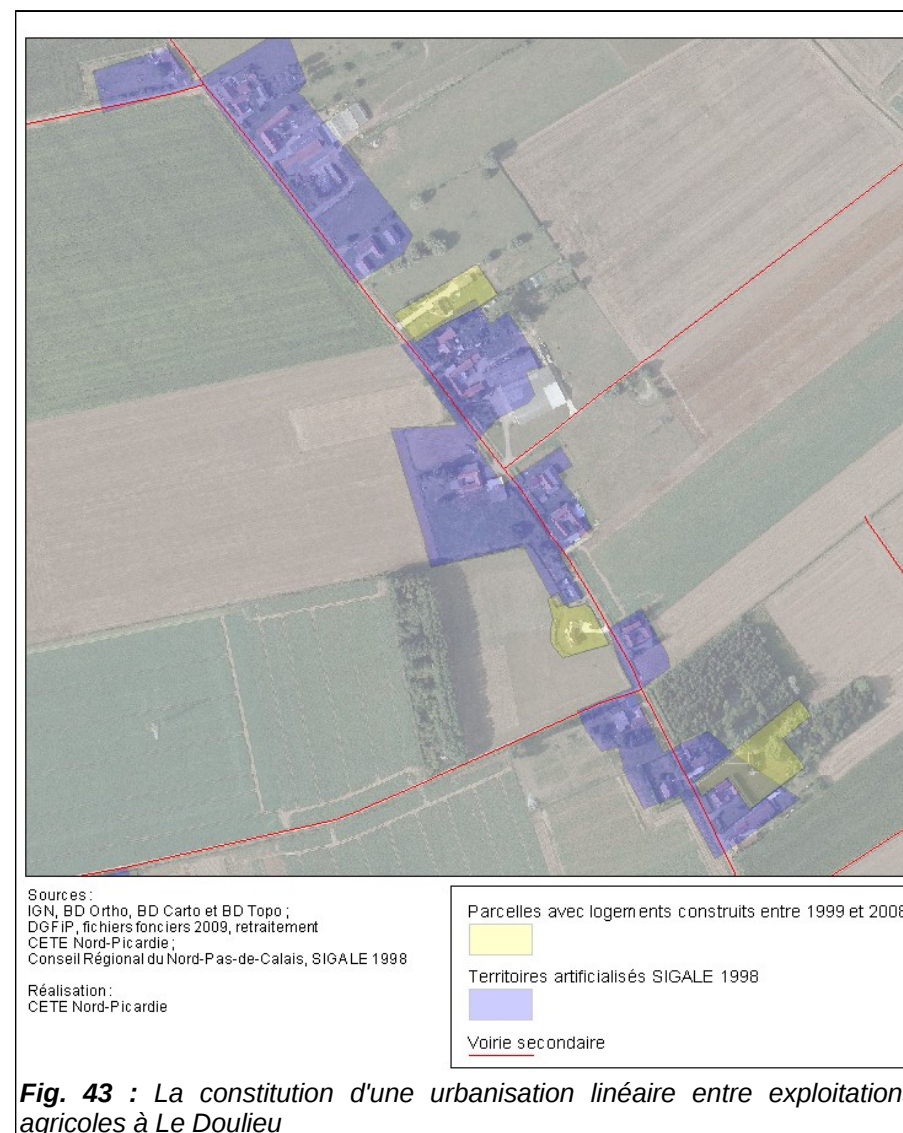 Sources :
IGN, BD Ortho, BD Carto et BD Topo ;
DGFiP, fichiers fonciers 2009, retraitement
CETE Nord-Picardie ;
Conseil Régional du Nord-Pas-de-Calais, SIGALE 1998
Réalisation :
CETE Nord-Picardie
Parcelles avec logements construits entre 1999 et 2008
Territoires artificialisés SIGALE 1998
Voirie secondaire
Fig. 43 : La constitution d'une urbanisation linéaire entre exploitation
agricoles à Le Doulieu